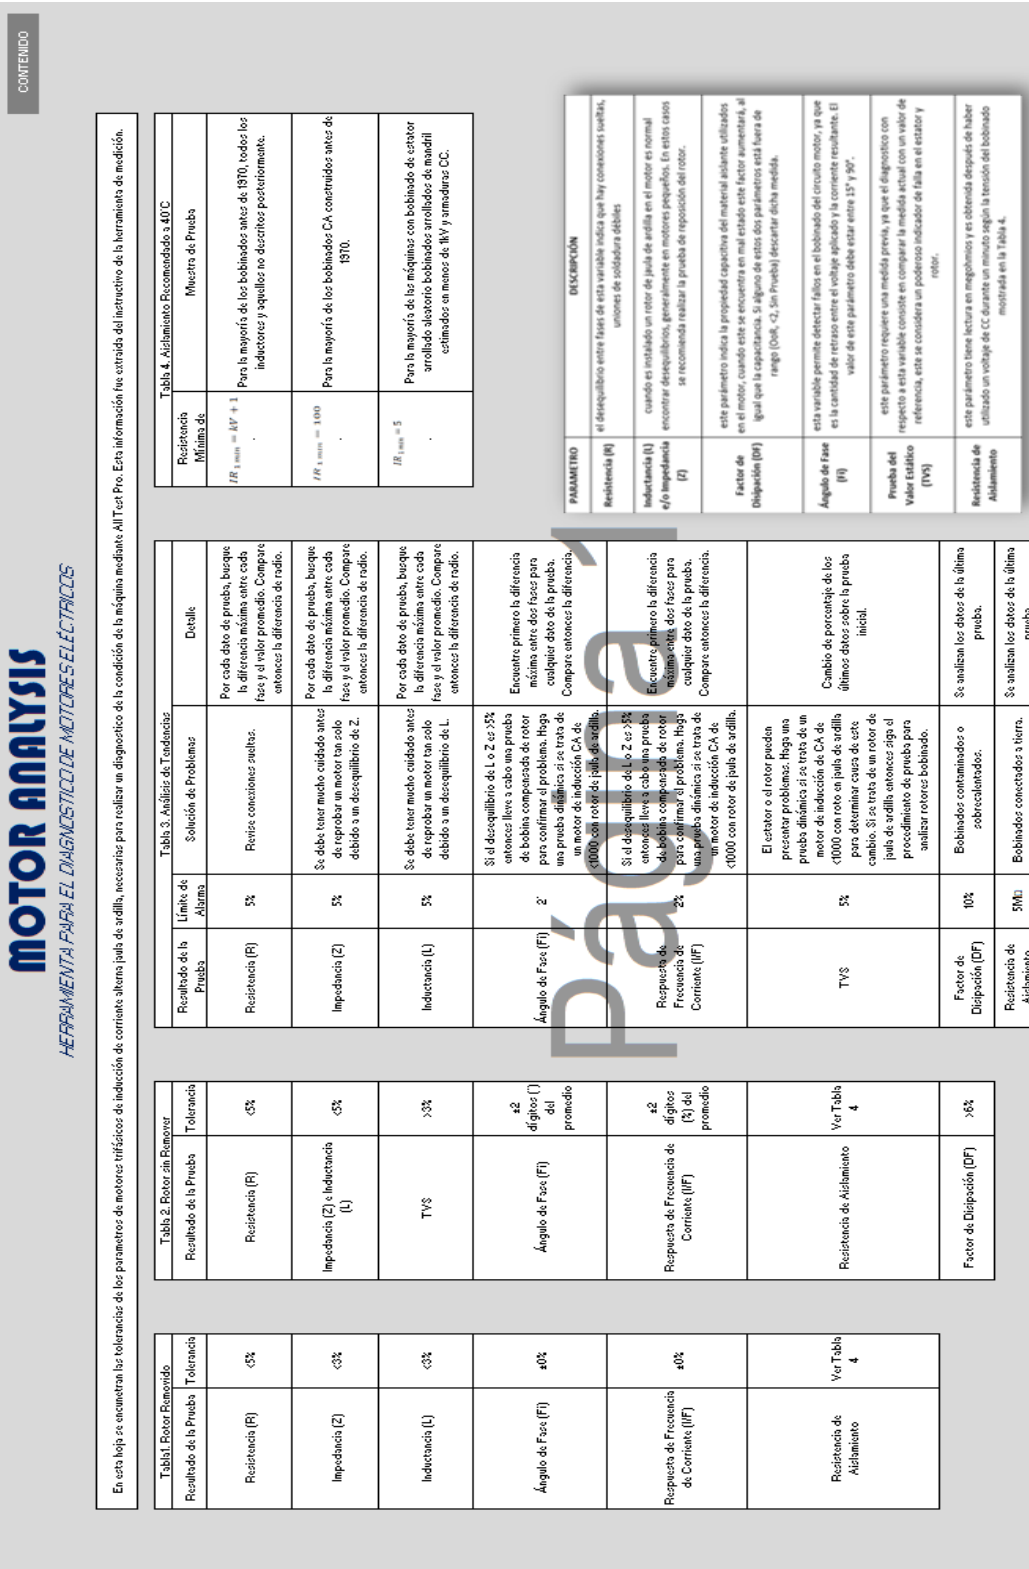 CONTENIDO
MOTOR ANALYSIS
HERRAMIENTA PARA EL DIAGNOSTICO DE MOTORES ELÉCTRICOS
En esta hoja se encunetran las tolerancias de los parametros de motores trifásicos de inducción de corriente alterna jaula de ardilla, necesarias para realizar un diagnostico de la condición de la máquina mediante All Test Pro. Esta información fue extraida del instructivo de la herramienta de medición.
Tabla1. Rotor Removido
Resultado de la Prueba Tolerancia
Resistencia (R) <5%
Impedancia (Z) <3%
Inductancia (L) <3%
Ángulo de Fase (Fi) ±0%
Respuesta de Frecuencia
de Corriente (I/F) ±0%
Resistencia de Ver Tabla
Aislamiento 4
Tabla 2. Rotor sin Remover
Resultado de la Prueba Tolerancia
Resistencia (R) <5%
Impedancia (Z) e Inductancia
(L) <5%
TVS >3%
Ángulo de Fase (Fi)
±2
dígitos (°)
del
promedio
Respuesta de Frecuencia de
Corriente (I/F)
±2
dígitos
(%) del
promedio
Resistencia de Aislamiento
Ver Tabla
4
Factor de Disipación (DF) >6%
Tabla 3. Análisis de Tendencias
Resultado de la
Prueba
Límite de
Alarma
Solución de Problemas
Detalle
Resistencia (R)
5%
Revise conexiones sueltas.
Por cada dato de prueba, busque
la diferencia máxima entre cada
fase y el valor promedio. Compare
entonces la diferencia de radio.
Impedancia (Z)
5%
Se debe tener mucho cuidado antes
de reprobar un motor tan solo
debido a un desequilibrio de Z.
Por cada dato de prueba, busque
la diferencia máxima entre cada
fase y el valor promedio. Compare
entonces la diferencia de radio.
Inductancia (L)
5%
Se debe tener mucho cuidado antes
de reprobar un motor tan solo
debido a un desequilibrio de L.
Por cada dato de prueba, busque
la diferencia máxima entre cada
fase y el valor promedio. Compare
entonces la diferencia de radio.
Ángulo de Fase (Fi)
2°
Si el desequilibrio de L o Z es >5%
entonces lleve a cabo una prueba
de bobina compensada de rotor
para confirmar el problema. Haga
una prueba dinámica si se trata de
un motor de inducción CA de
<1000 con rotor de jaula de ardilla.
Encuentre primero la diferencia
máxima entre dos fases para
cualquier dato de la prueba.
Compare entonces la diferencia.
Respuesta de
Frecuencia de
Corriente (I/F)
2%
Si el desequilibrio de L o Z es >5%
entonces lleve a cabo una prueba
de bobina compensada de rotor
para confirmar el problema. Haga
una prueba dinámica si se trata de
un motor de inducción CA de
<1000 con rotor de jaula de ardilla.
Encuentre primero la diferencia
máxima entre dos fases para
cualquier dato de la prueba.
Compare entonces la diferencia.
TVS
5%
El estator o el rotor pueden
presentar problemas. Haga un
prueba dinámica si se trata de un
motor de inducción de CA de
<1000 con roto en jaula de ardilla
para determinar causa de este
cambio. Si se trata de un rotor de
jaula de ardilla entonces siga el
procedimiento de prueba para
analizar rotores bobinado.
Cambio de porcentaje de los
últimos datos sobre la prueba
inicial.
Factor de
Disipación (DF)
10%
Bobinados contaminados o
sobrecalentados.
Se analizan los datos de la última
prueba.
Resistencia de
Aislamiento
5MΩ
Bobinados conectados a tierra.
Se analizan los datos de la última
prueba.
Página 1
Tabla 4. Aislamiento Recomendado a 40°C
Resistencia
Mínima de
Muestra de Prueba
IR 1 min = kV + 1
.
Para la mayoría de los bobinados antes de 1970, todos los
inductores y aquellos no descritos posteriormente.
IR 1 min = 100
.
Para la mayoría de los bobinados CA construidos antes de
1970.
IR 1 min = 5
.
Para la mayoría de las máquinas con bobinado de estator
arrollado aleatorio bobinados arrollados de mandril
estimados en menos de 1kV y armaduras CC.
PARAMETRO DESCRIPCIÓN
Resistencia (R)
el desequilibrio entre fases de esta variable indica que hay conexiones sueltas,
uniones de soldadura débiles
Inductancia (L)
e/o Impedancia
(Z)
cuando es instalado un rotor de jaula de ardilla en el motor es normal
encontrar desequilibrios, generalmente en motores pequeños. En estos casos
se recomienda realizar la prueba de reposición del rotor.
Factor de
Disipación (DF)
este parámetro indica la propiedad capacitiva del material aislante utilizados
en el motor, cuando este se encuentra en mal estado este factor aumentará, al
igual que la capacitancia. Si alguno de estos dos parámetros está fuera de
rango (OoR, <2, Sin Prueba) descartar dicha medida.
Ángulo de Fase
(Fi)
esta variable permite detectar fallos en el bobinado del circuito motor, ya que
es la cantidad de retraso entre el voltaje aplicado y la corriente resultante. El
valor de este parámetro debe estar entre 15° y 90°.
Prueba del
Valor Estático
(TVS)
este parámetro requiere una medida previa, ya que el diagnostico con
respecto a esta variable consiste en comparar la medida actual con un valor de
referencia, este se considera un poderoso indicador de falla en el estator y
rotor.
Resistencia de
Aislamiento
este parámetro tiene lectura en megohmios y es obtenida después de haber
utilizado un voltaje de CC durante un minuto según la tensión del bobinado
mostrada en la Tabla 4.